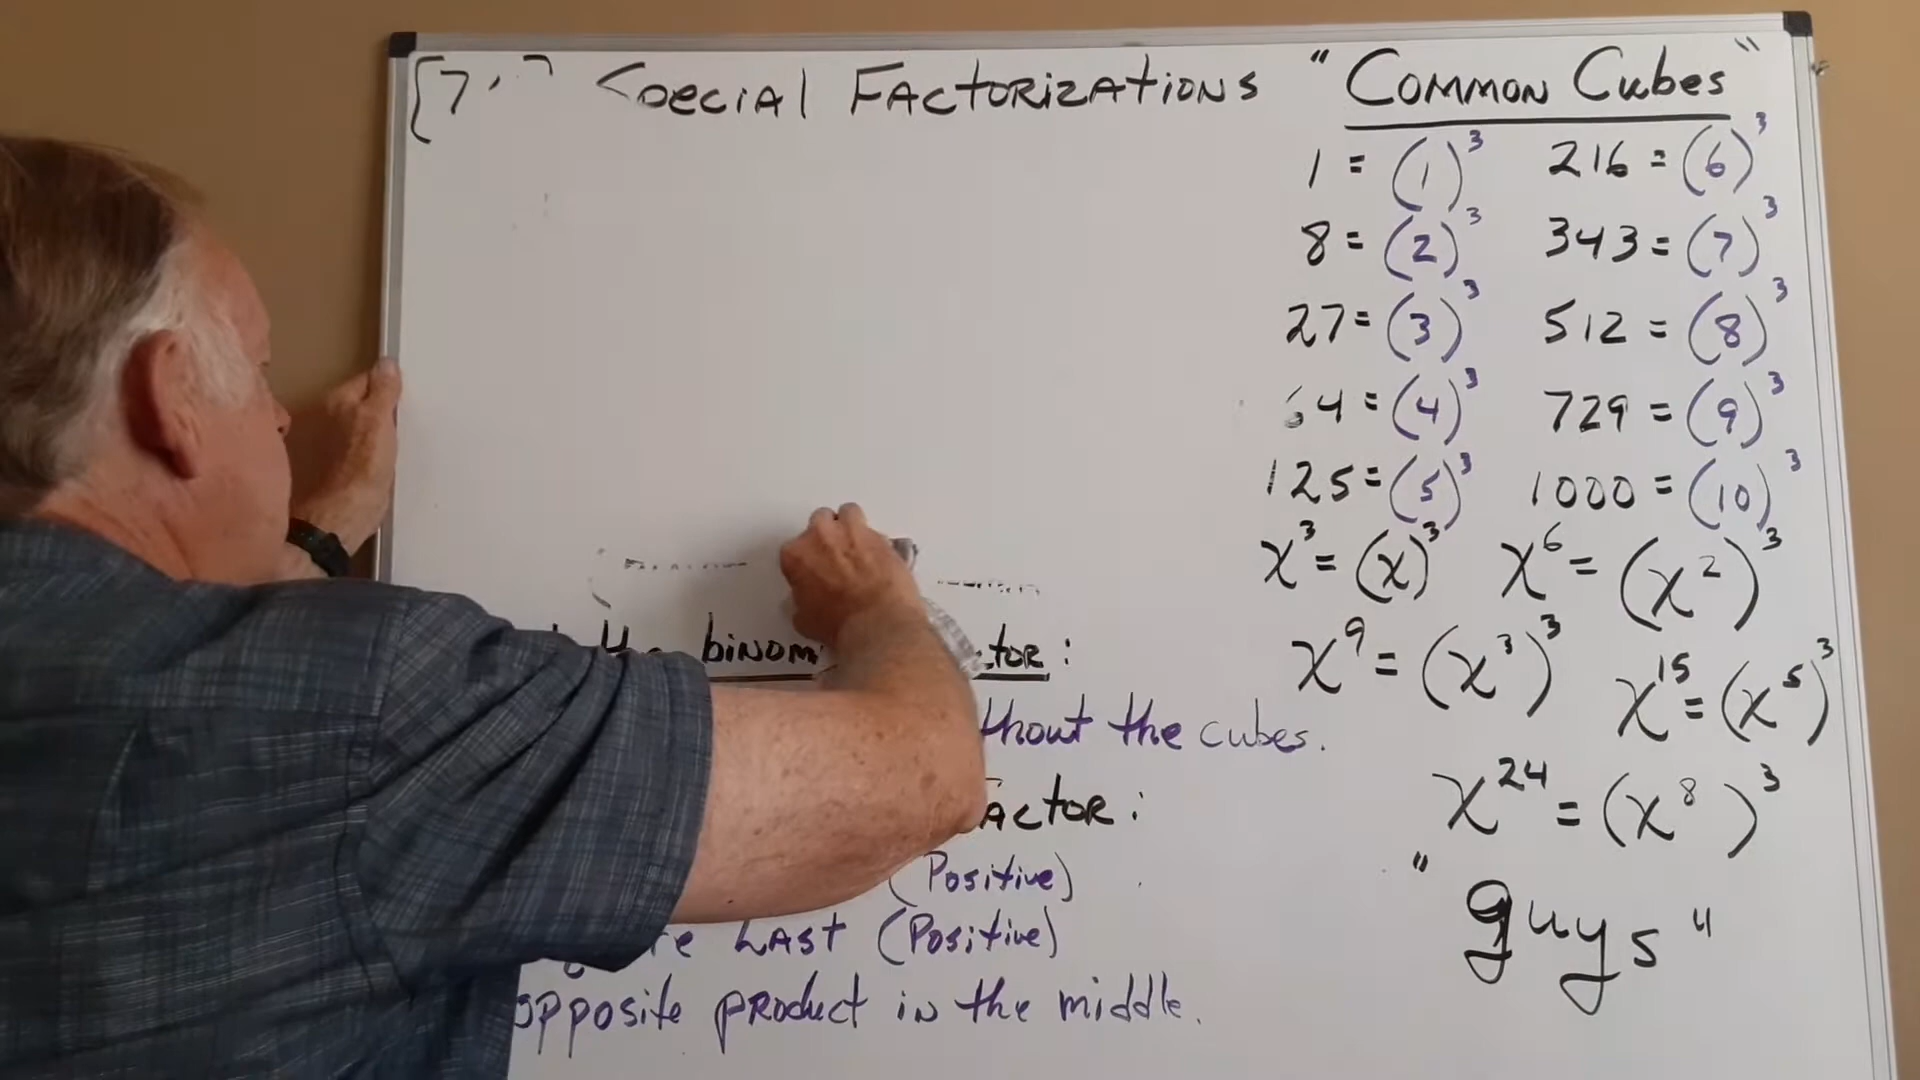 Special Factorizations "Common Cubes"
1 = (1)³ 216 = (6)³
8 = (2)³ 343 = (7)³
27 = (3)³ 512 = (8)³
64 = (4)³ 729 = (9)³
125 = (5)³ 1000 = (10)³
x³ = (x)³ x⁶ = (x²)³
x⁹ = (x³)³ x¹⁵ = (x⁵)³
x²⁴ = (x⁸)³
"guys"
the binom tor:
thout the cubes.
actor:
(Positive)
re Last (Positive)
opposite product in the middle.